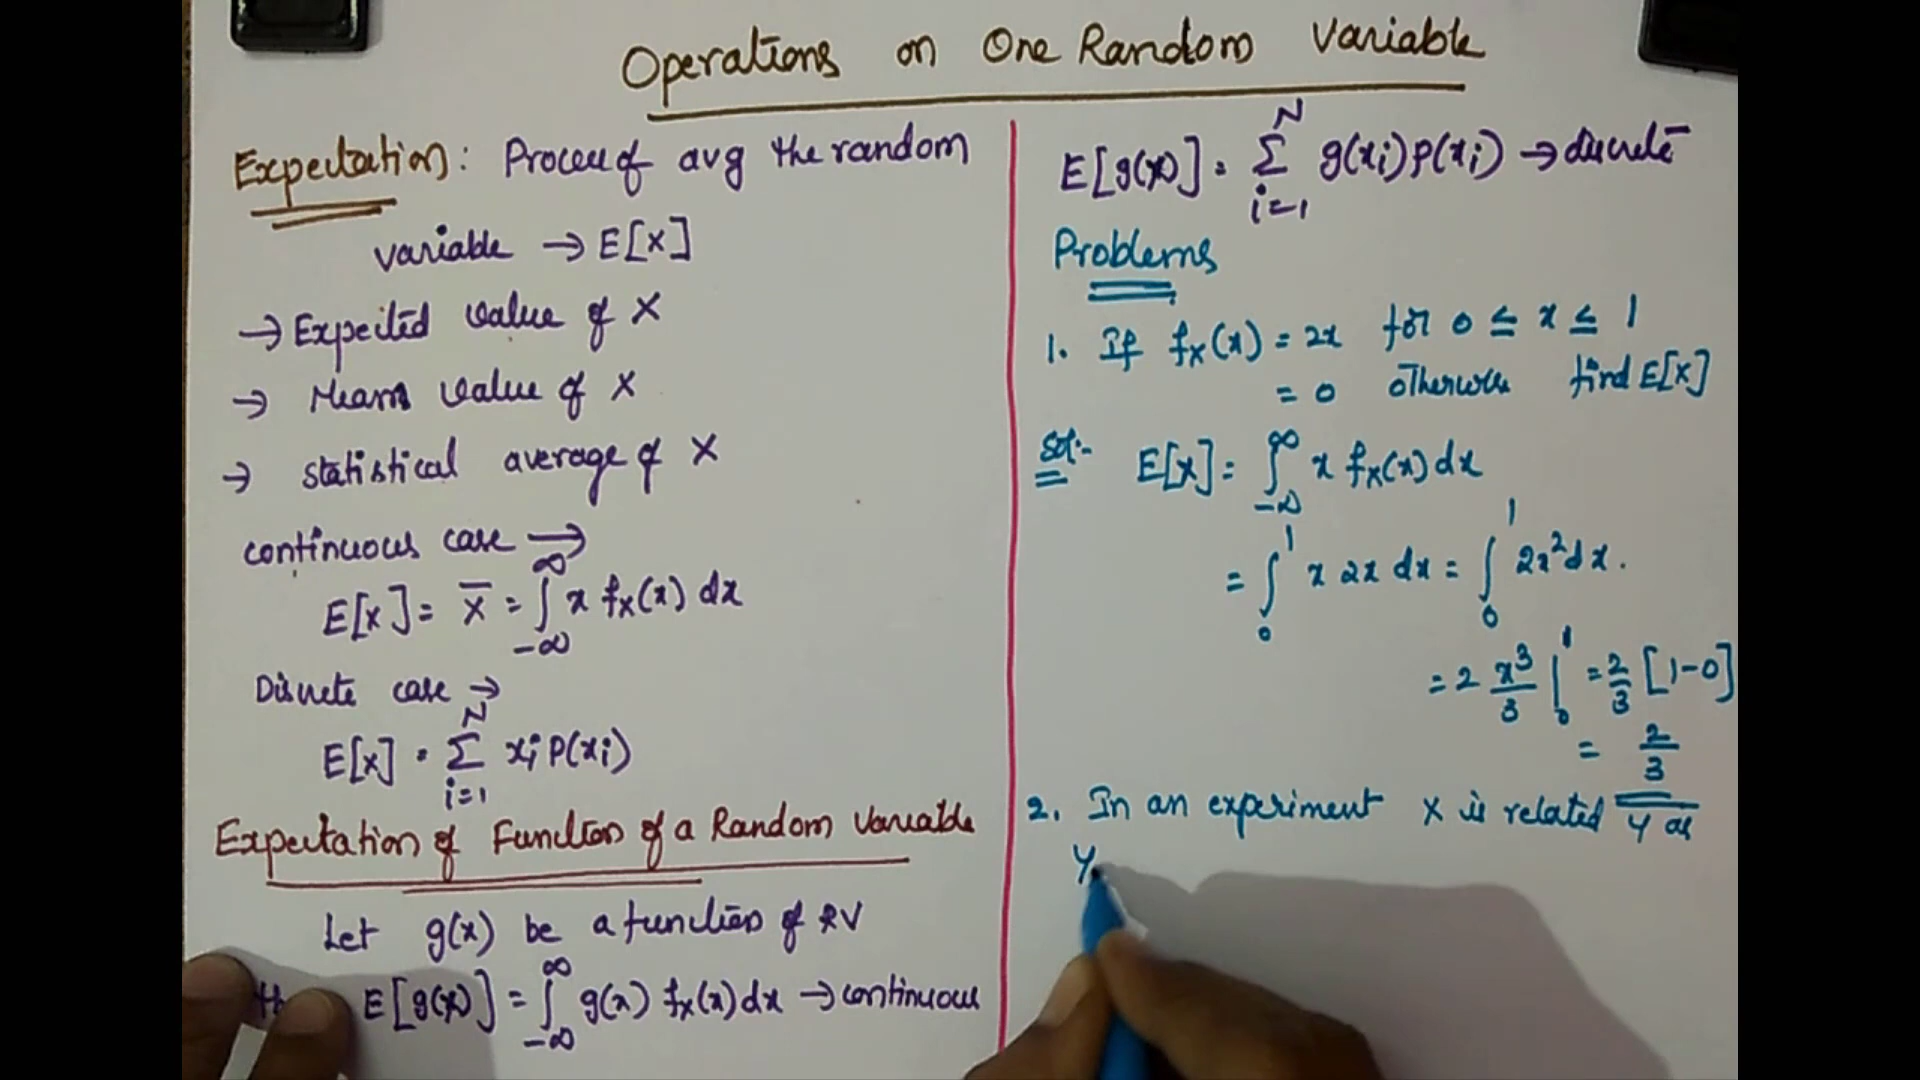 Operations on One Random Variable
Expectation: Process of avg the random
variable → E[X]
→ Expected value of X
→ Mean value of X
→ statistical average of X
continuous case →
E[X] = X̄ = ∫_{-∞}^{∞} x f_X(x) dx
Discrete case →
E[X] = Σ_{i=1}^{N} x_i P(x_i)
Expectation of Function of a Random Variable
Let g(x) be a function of RV
E[g(X)] = ∫_{-∞}^{∞} g(x) f_X(x) dx → continuous
E[g(X)] = Σ_{i=1}^{N} g(x_i) P(x_i) → discrete
Problems
1. If f_X(x) = 2x for 0 ≤ x ≤ 1
= 0 otherwise find E[X]
Sol:- E[X] = ∫_{-∞}^{∞} x f_X(x) dx
= ∫_0^1 x 2x dx = ∫_0^1 2x² dx.
= 2 x³/3 |_0^1 = 2/3 [1-0]
= 2/3
2. In an experiment X is related Y as
Y